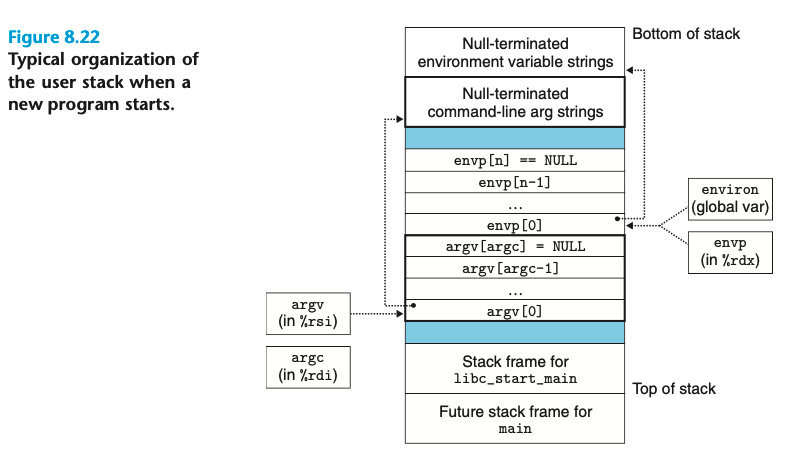 Figure 8.22
Typical organization of
the user stack when a
new program starts.
Bottom of stack
Null-terminated
environment variable strings
Null-terminated
command-line arg strings
envp[n] == NULL
envp[n-1]
...
envp[0]
environ
(global var)
envp
(in %rdx)
argv[argc] = NULL
argv[argc-1]
...
argv[0]
argv
(in %rsi)
argc
(in %rdi)
Stack frame for
libc_start_main
Top of stack
Future stack frame for
main